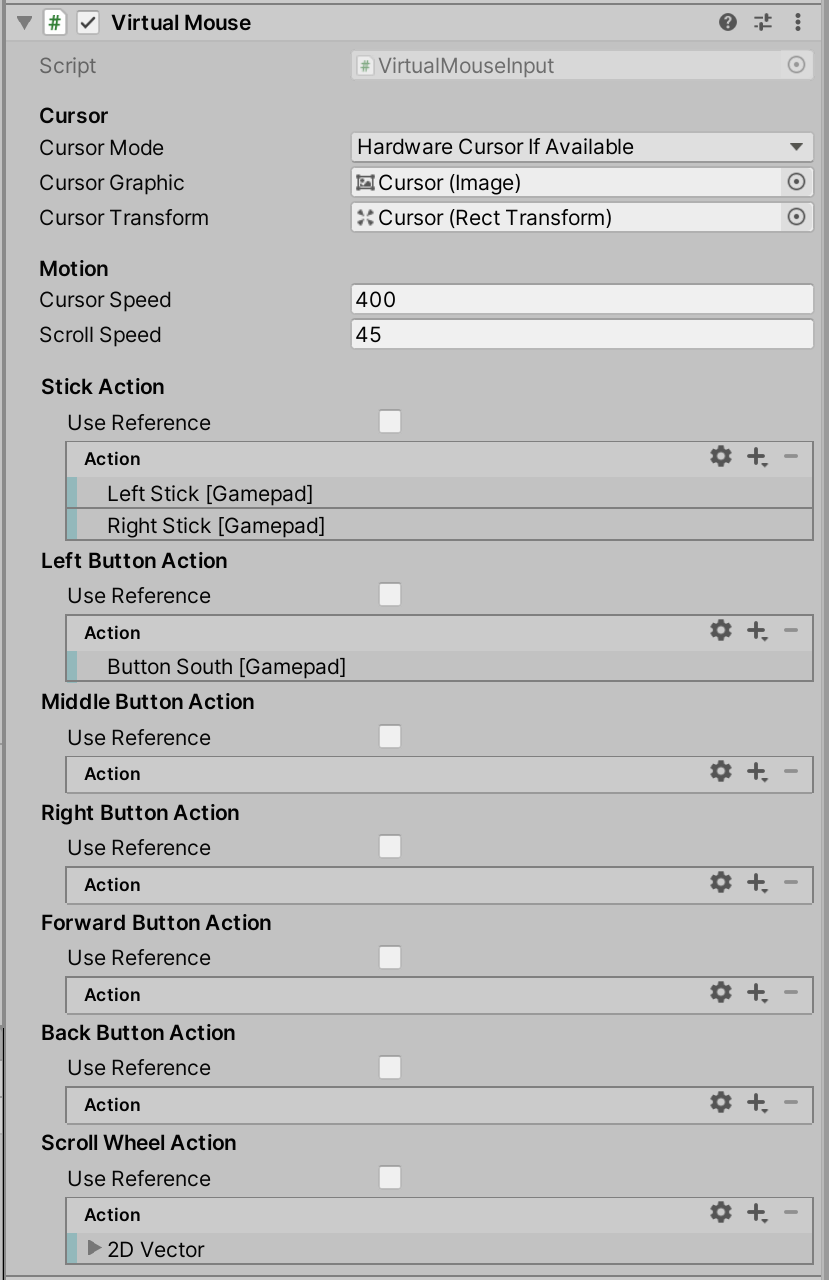 Virtual Mouse
Script # VirtualMouseInput
Cursor
Cursor Mode Hardware Cursor If Available
Cursor Graphic Cursor (Image)
Cursor Transform Cursor (Rect Transform)
Motion
Cursor Speed 400
Scroll Speed 45
Stick Action
Use Reference
Action
Left Stick [Gamepad]
Right Stick [Gamepad]
Left Button Action
Use Reference
Action
Button South [Gamepad]
Middle Button Action
Use Reference
Action
Right Button Action
Use Reference
Action
Forward Button Action
Use Reference
Action
Back Button Action
Use Reference
Action
Scroll Wheel Action
Use Reference
Action
2D Vector